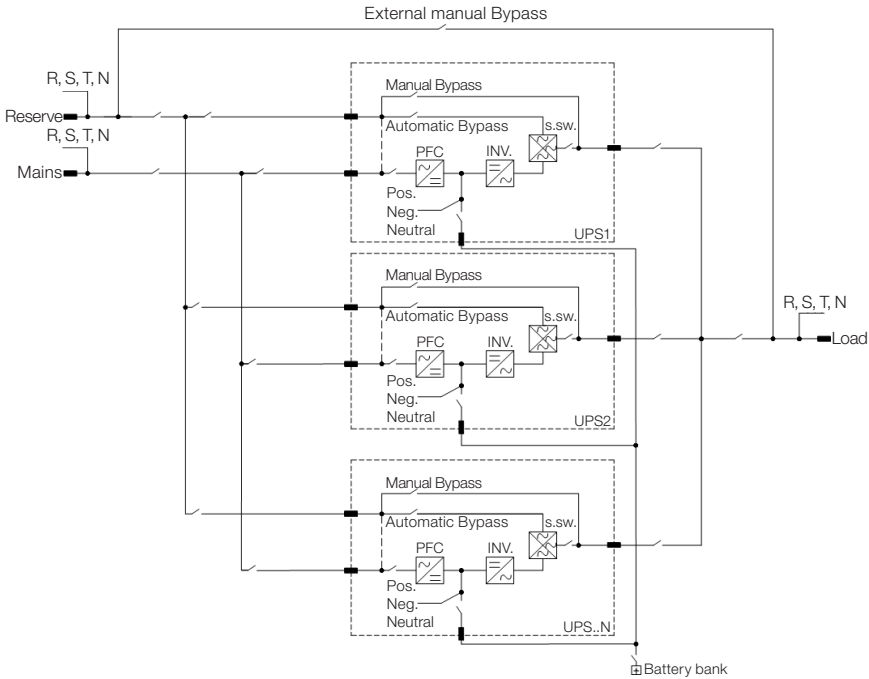 External manual Bypass
R, S, T, N
Reserve
R, S, T, N
Mains
Manual Bypass
Automatic Bypass
s.sw.
PFC
INV.
Pos.
Neg.
Neutral
UPS1
Manual Bypass
Automatic Bypass
s.sw.
PFC
INV.
Pos.
Neg.
Neutral
UPS2
R, S, T, N
Load
Manual Bypass
Automatic Bypass
s.sw.
PFC
INV.
Pos.
Neg.
Neutral
UPS..N
Battery bank